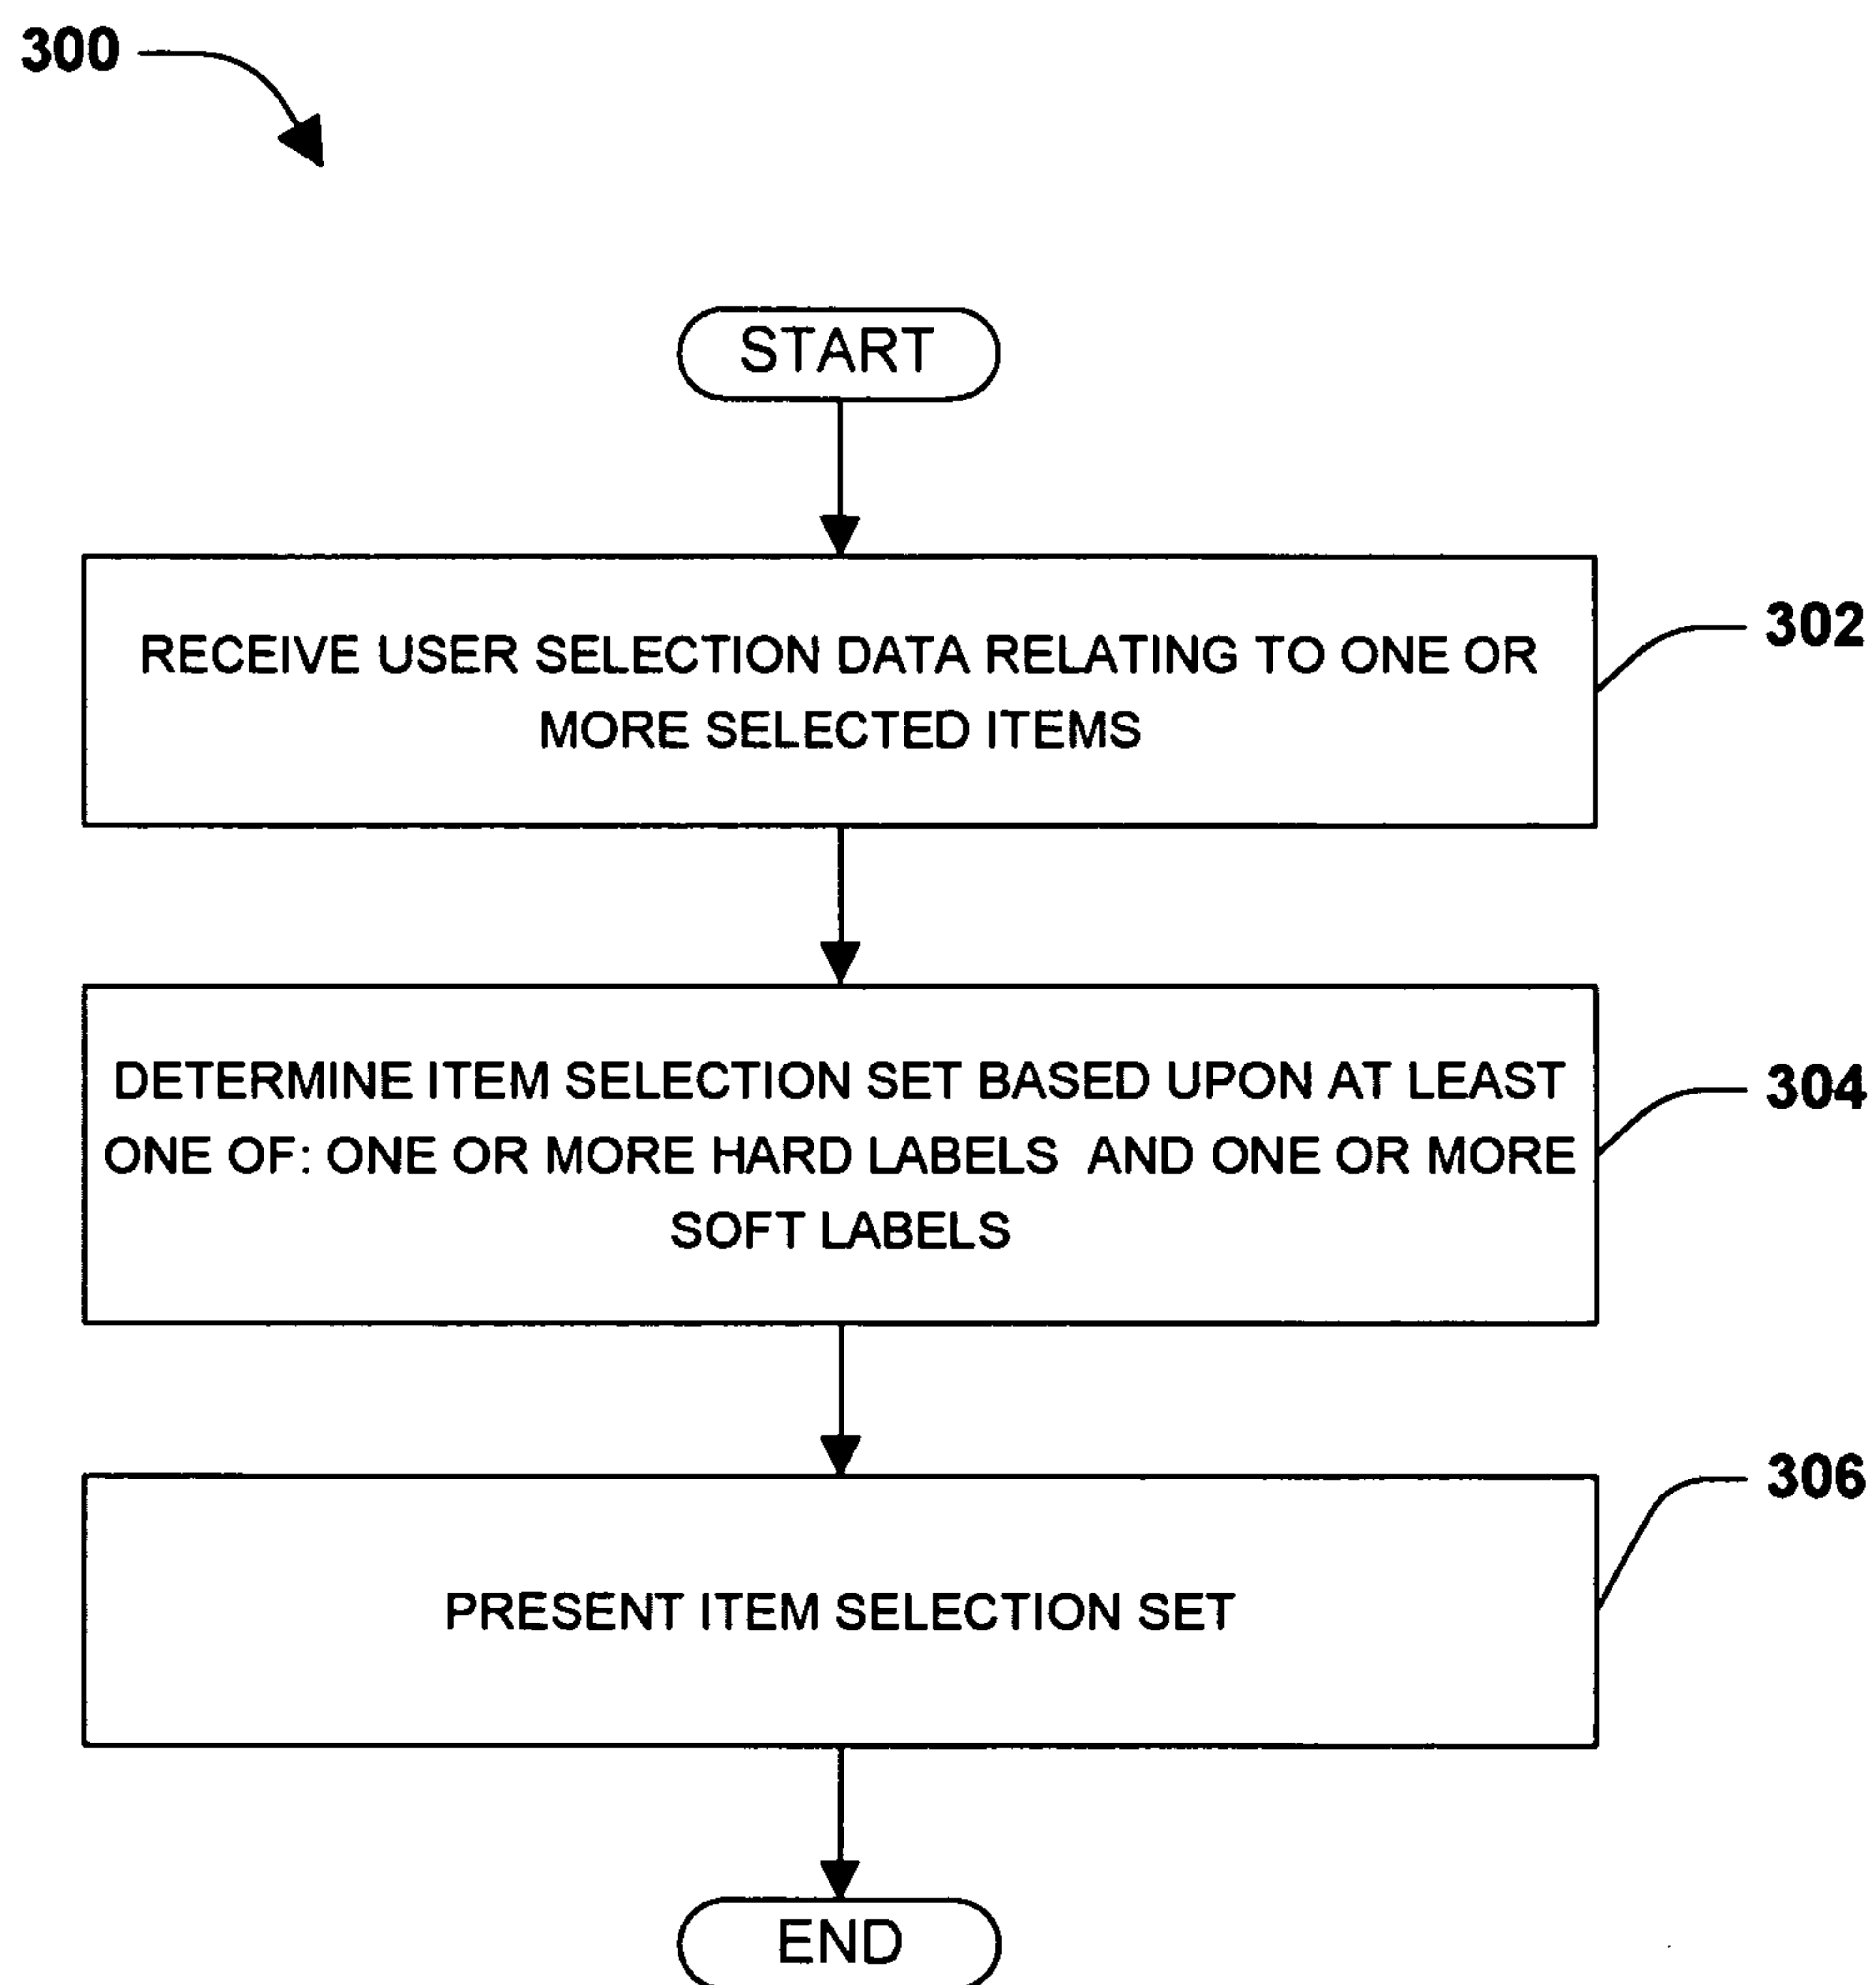 300
START
RECEIVE USER SELECTION DATA RELATING TO ONE OR
MORE SELECTED ITEMS
302
DETERMINE ITEM SELECTION SET BASED UPON AT LEAST
ONE OF: ONE OR MORE HARD LABELS AND ONE OR MORE
SOFT LABELS
304
PRESENT ITEM SELECTION SET
306
END